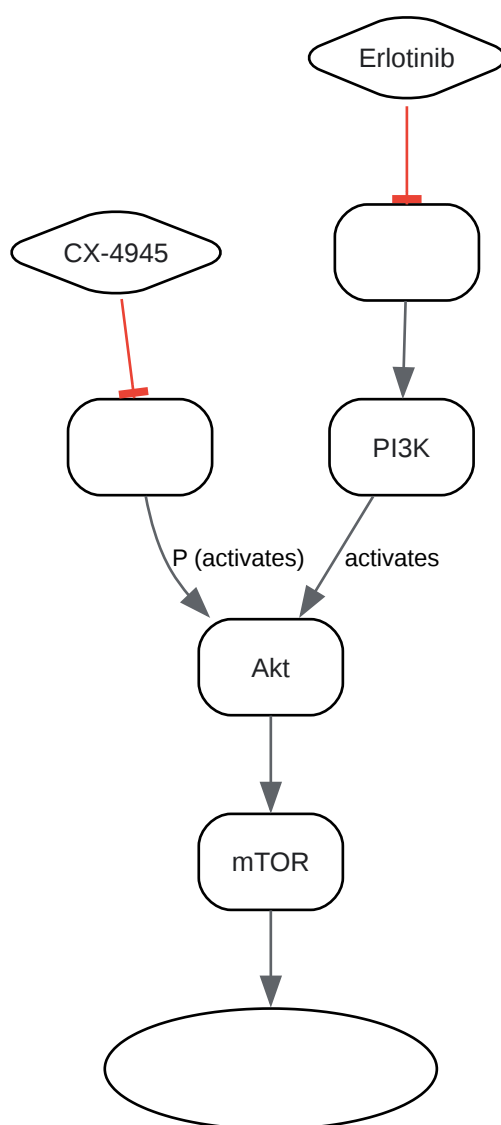 Erlotinib
CX-4945
PI3K
P (activates)
activates
Akt
mTOR